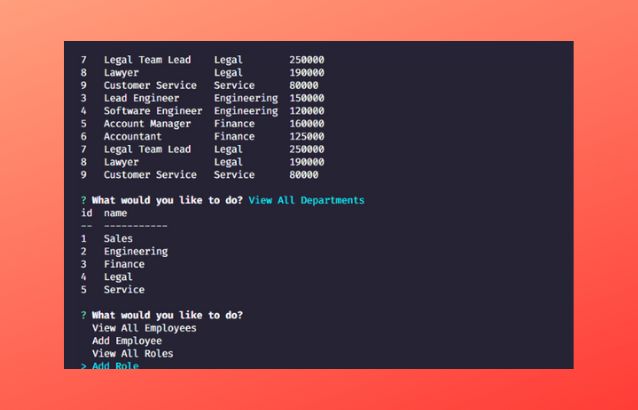 7 Legal Team Lead Legal 250000
8 Lawyer Legal 190000
9 Customer Service Service 80000
3 Lead Engineer Engineering 150000
4 Software Engineer Engineering 120000
5 Account Manager Finance 160000
6 Accountant Finance 125000
7 Legal Team Lead Legal 250000
8 Lawyer Legal 190000
9 Customer Service Service 80000
? What would you like to do? View All Departments
id name
-- -----------
1 Sales
2 Engineering
3 Finance
4 Legal
5 Service
? What would you like to do?
View All Employees
Add Employee
View All Roles
> Add Role